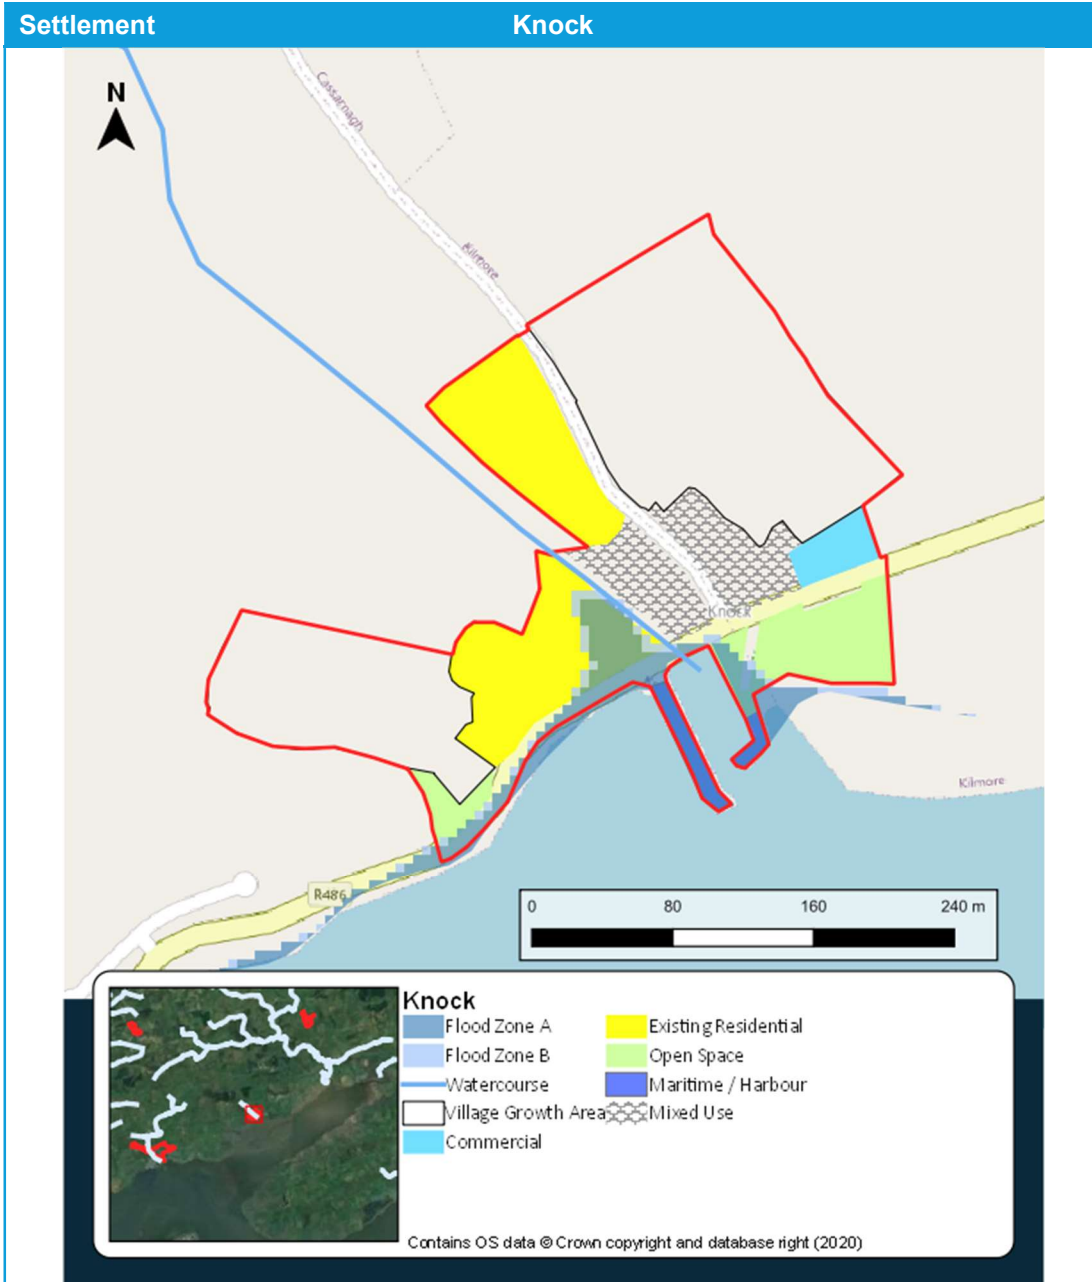 Settlement Knock
N
Cassarnagh
Kilmore
Knock
Kilmore
R486
0 80 160 240 m
Knock
Flood Zone A
Existing Residential
Flood Zone B
Open Space
Watercourse
Maritime / Harbour
Village Growth Area
Mixed Use
Commercial
Contains OS data © Crown copyright and database right (2020)